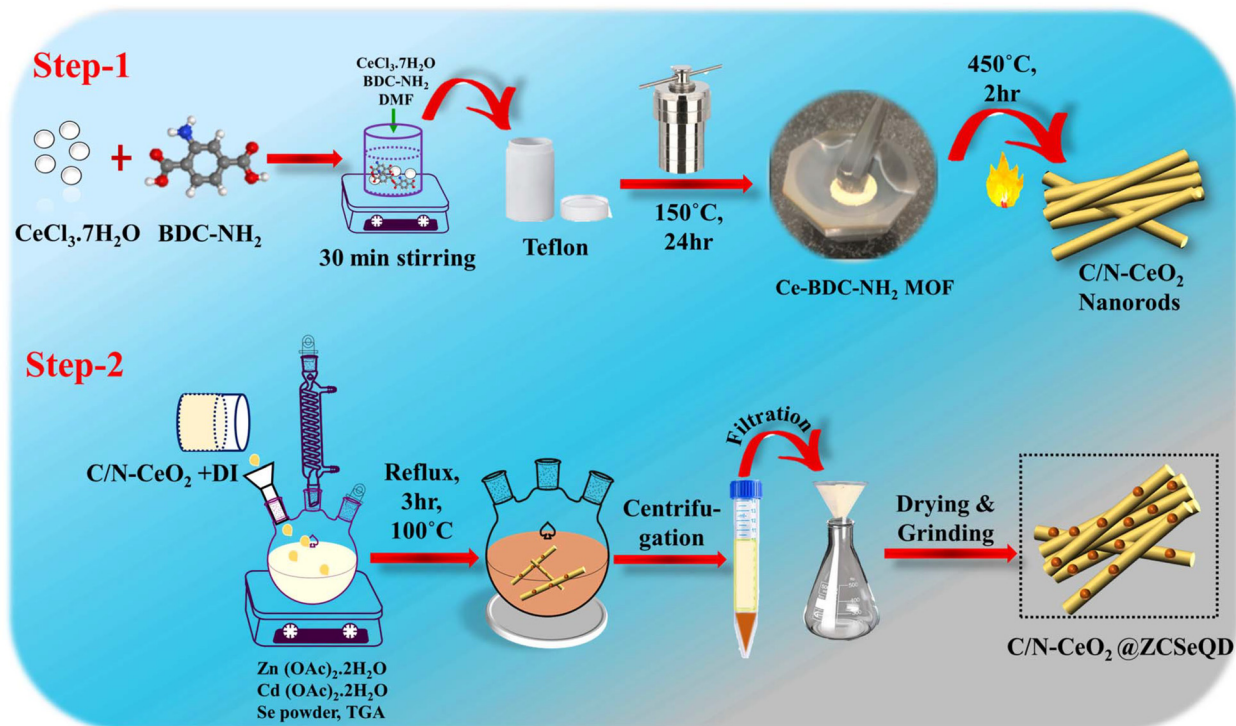 Step-1
CeCl₃.7H₂O
BDC-NH₂
DMF
450°C,
2hr
CeCl₃.7H₂O
BDC-NH₂
30 min stirring
Teflon
150°C,
24hr
Ce-BDC-NH₂ MOF
C/N-CeO₂
Nanorods
Step-2
C/N-CeO₂ +DI
Reflux,
3hr,
100°C
Centrifu-
gation
Filtration
Drying &
Grinding
Zn (OAc)₂.2H₂O
Cd (OAc)₂.2H₂O
Se powder, TGA
C/N-CeO₂@ZCSeQD